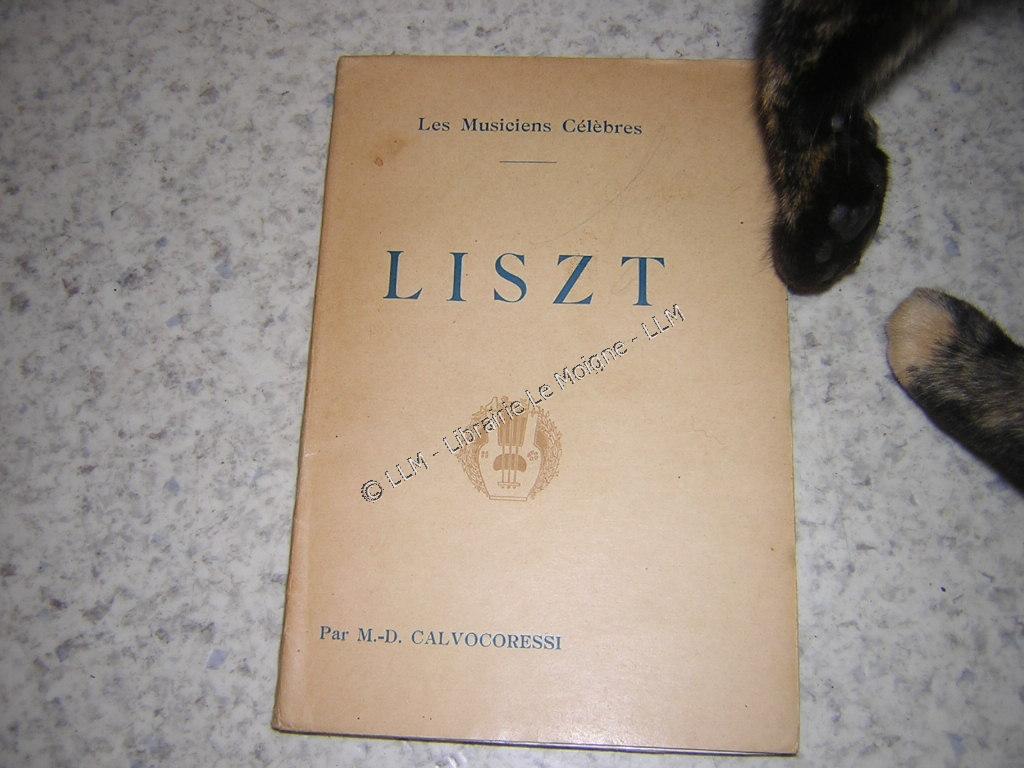 Les Musiciens Célèbres
LISZT
© LLM - Librairie Le Moigne - LLM
Par M.-D. CALVOCORESSI